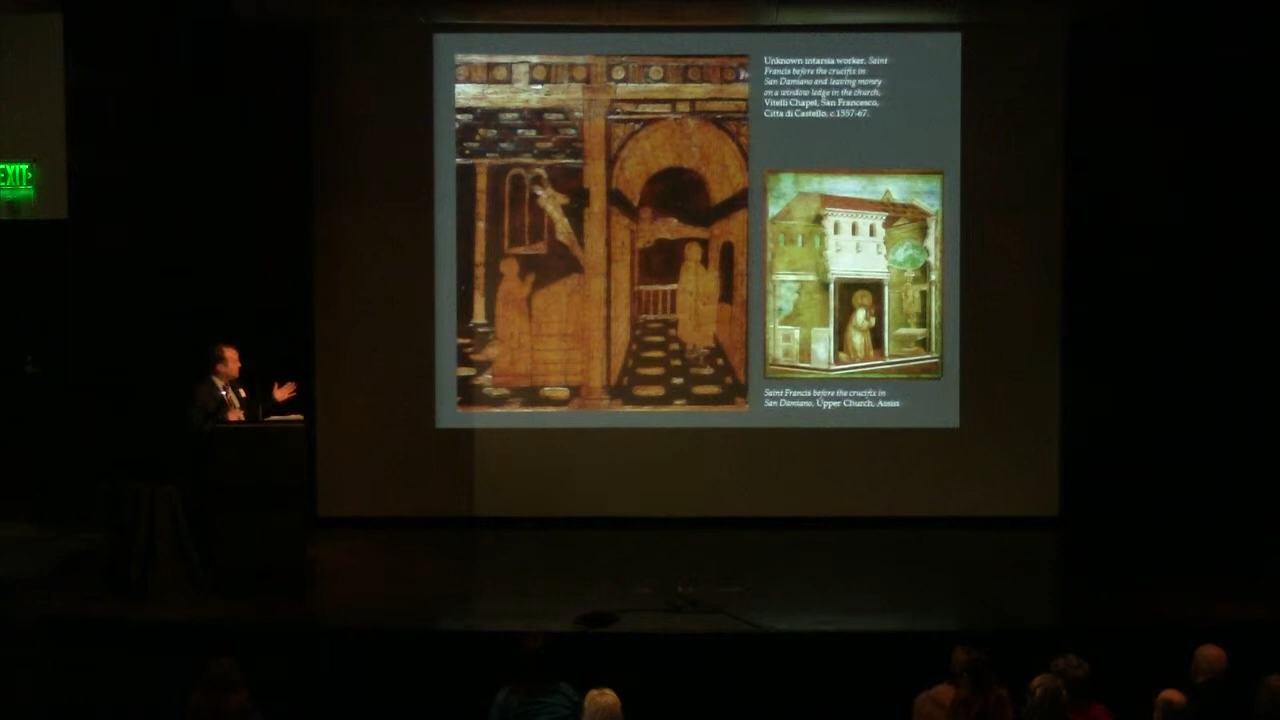 EXIT
Unknown intarsia worker, Saint
Francis before the crucifix in
San Damiano and leaving money
on a window ledge in the church,
Vitelli Chapel, San Francesco,
Citta di Castello, c.1557-67.
Saint Francis before the crucifix in
San Damiano, Upper Church, Assisi